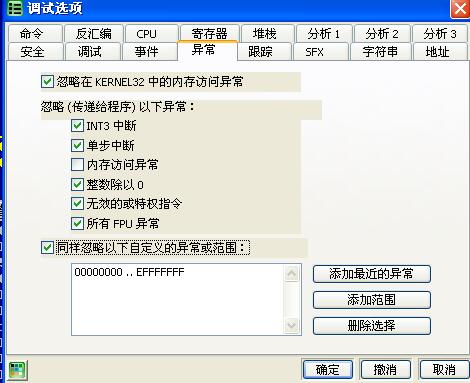 调试选项
命令 反汇编 CPU 寄存器 堆栈 分析 1 分析 2 分析 3
安全 调试 事件 异常 跟踪 SFX 字符串 地址
忽略在 KERNEL32 中的内存访问异常
忽略 (传递给程序) 以下异常：
INT3 中断
单步中断
内存访问异常
整数除以 0
无效的或特权指令
所有 FPU 异常
同样忽略以下自定义的异常或范围：
00000000 .. EFFFFFFF
添加最近的异常
添加范围
删除选择
确定 撤消 取消